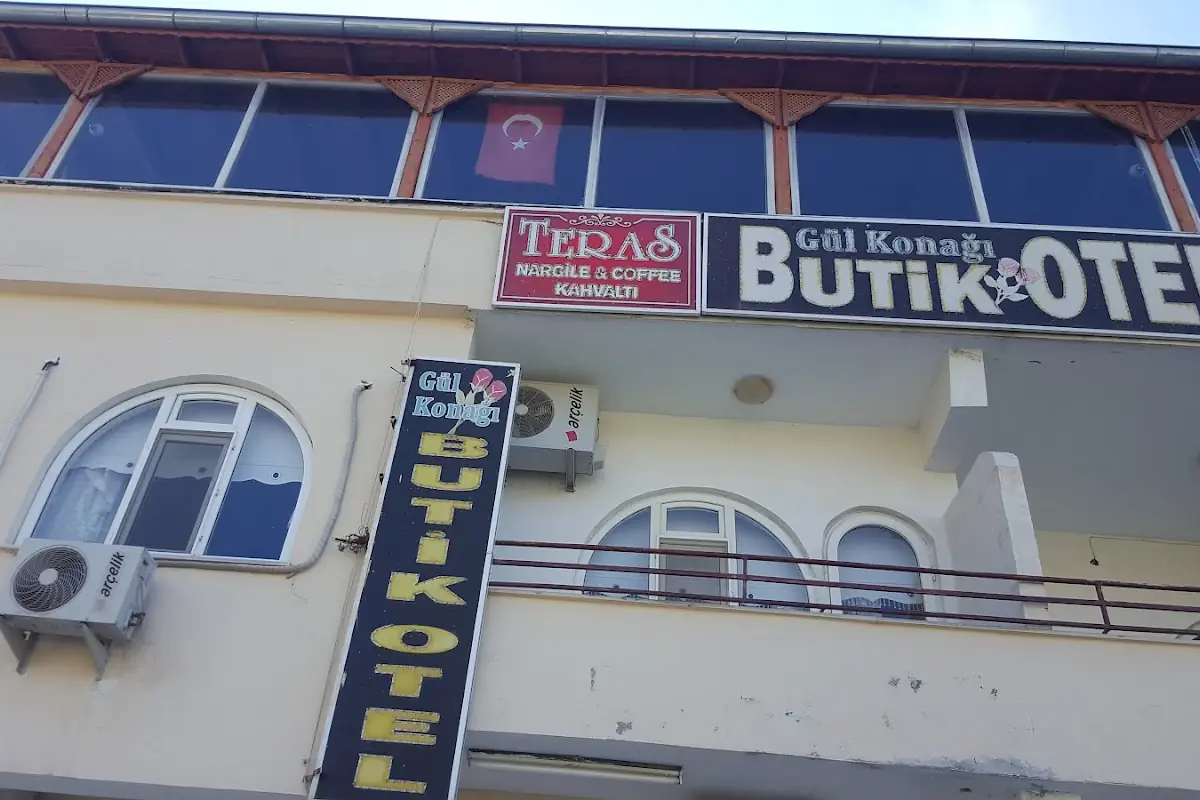 TERAS
NARGİLE & COFFEE
KAHVALTI
Gül Konağı
BUTİK OTEL
Gül
Konağı
BUTİK OTEL
arçelik
arçelik